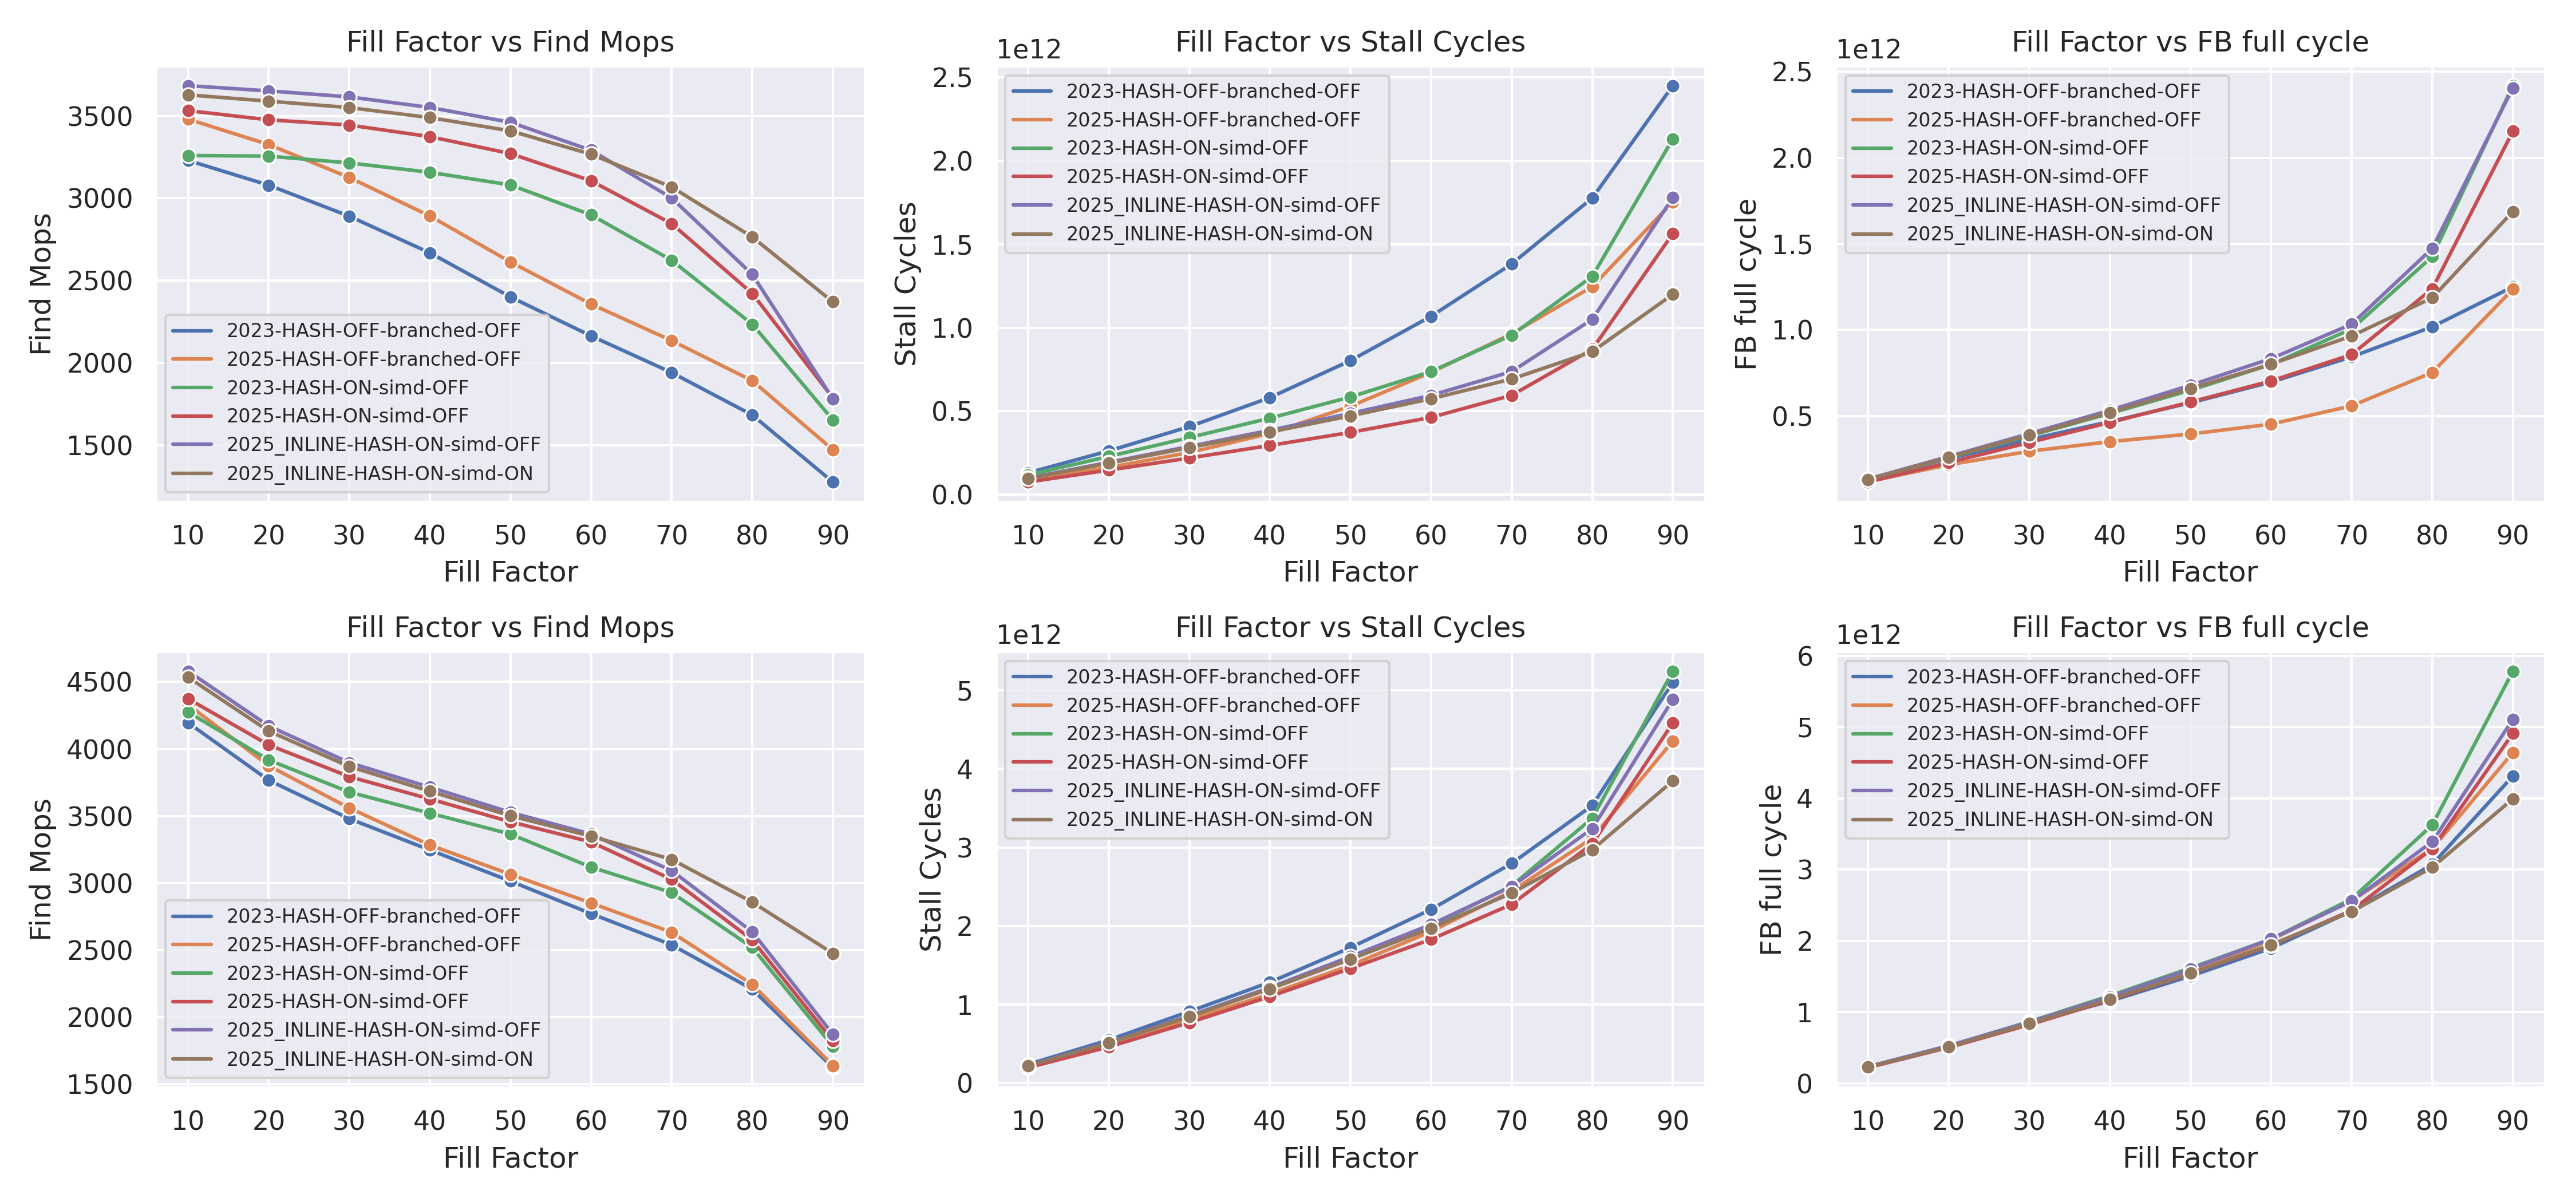 Fill Factor vs Find Mops
3500
3000
2500
2000
1500
Find Mops
2023-HASH-OFF-branched-OFF
2025-HASH-OFF-branched-OFF
2023-HASH-ON-simd-OFF
2025-HASH-ON-simd-OFF
2025_INLINE-HASH-ON-simd-OFF
2025_INLINE-HASH-ON-simd-ON
10 20 30 40 50 60 70 80 90
Fill Factor
Fill Factor vs Stall Cycles
1e12
2.5
2.0
1.5
1.0
0.5
0.0
Stall Cycles
2023-HASH-OFF-branched-OFF
2025-HASH-OFF-branched-OFF
2023-HASH-ON-simd-OFF
2025-HASH-ON-simd-OFF
2025_INLINE-HASH-ON-simd-OFF
2025_INLINE-HASH-ON-simd-ON
10 20 30 40 50 60 70 80 90
Fill Factor
Fill Factor vs FB full cycle
1e12
2.5
2.0
1.5
1.0
0.5
FB full cycle
2023-HASH-OFF-branched-OFF
2025-HASH-OFF-branched-OFF
2023-HASH-ON-simd-OFF
2025-HASH-ON-simd-OFF
2025_INLINE-HASH-ON-simd-OFF
2025_INLINE-HASH-ON-simd-ON
10 20 30 40 50 60 70 80 90
Fill Factor
Fill Factor vs Find Mops
4500
4000
3500
3000
2500
2000
1500
Find Mops
2023-HASH-OFF-branched-OFF
2025-HASH-OFF-branched-OFF
2023-HASH-ON-simd-OFF
2025-HASH-ON-simd-OFF
2025_INLINE-HASH-ON-simd-OFF
2025_INLINE-HASH-ON-simd-ON
10 20 30 40 50 60 70 80 90
Fill Factor
Fill Factor vs Stall Cycles
1e12
5
4
3
2
1
0
Stall Cycles
2023-HASH-OFF-branched-OFF
2025-HASH-OFF-branched-OFF
2023-HASH-ON-simd-OFF
2025-HASH-ON-simd-OFF
2025_INLINE-HASH-ON-simd-OFF
2025_INLINE-HASH-ON-simd-ON
10 20 30 40 50 60 70 80 90
Fill Factor
Fill Factor vs FB full cycle
1e12
6
5
4
3
2
1
0
FB full cycle
2023-HASH-OFF-branched-OFF
2025-HASH-OFF-branched-OFF
2023-HASH-ON-simd-OFF
2025-HASH-ON-simd-OFF
2025_INLINE-HASH-ON-simd-OFF
2025_INLINE-HASH-ON-simd-ON
10 20 30 40 50 60 70 80 90
Fill Factor